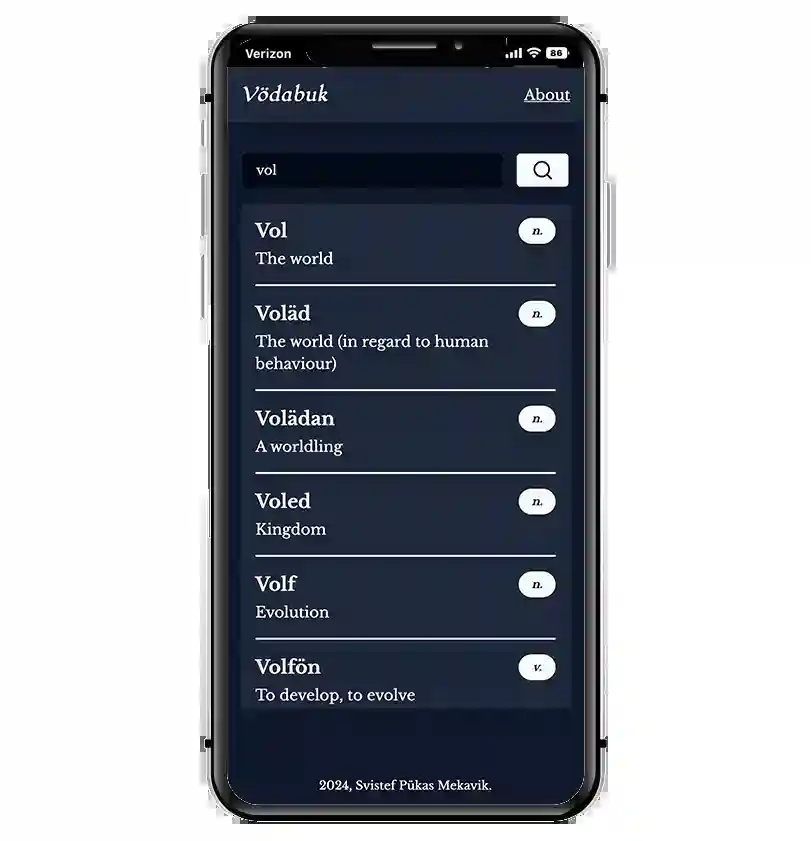 Verizon 86
Vödabuk About
vol
Vol n.
The world
Voläd n.
The world (in regard to human
behaviour)
Volädan n.
A worldling
Voled n.
Kingdom
Volf n.
Evolution
Volfön v.
To develop, to evolve
2024, Svistef Pükas Mekavik.